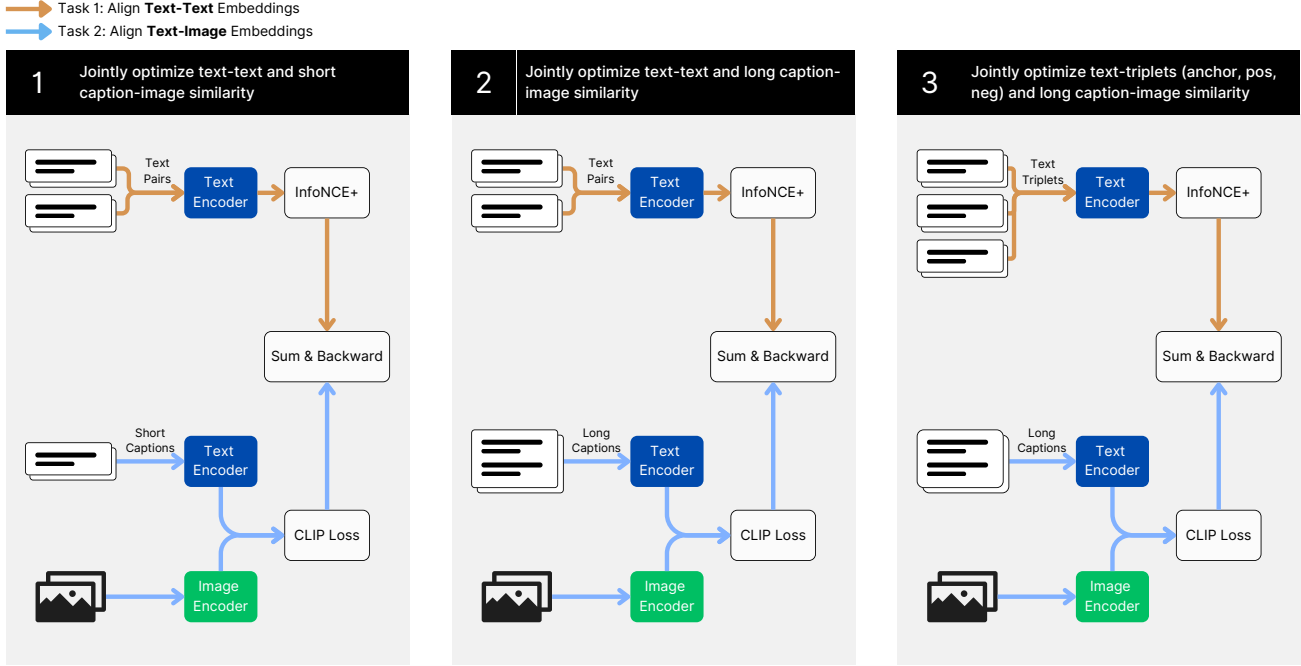 Task 1: Align Text-Text Embeddings
Task 2: Align Text-Image Embeddings
1
Jointly optimize text-text and short
caption-image similarity
Text
Pairs
Text
Encoder
InfoNCE+
Sum & Backward
Short
Captions
Text
Encoder
CLIP Loss
Image
Encoder
2
Jointly optimize text-text and long caption-
image similarity
Text
Pairs
Text
Encoder
InfoNCE+
Sum & Backward
Long
Captions
Text
Encoder
CLIP Loss
Image
Encoder
3
Jointly optimize text-triplets (anchor, pos,
neg) and long caption-image similarity
Text
Triplets
Text
Encoder
InfoNCE+
Sum & Backward
Long
Captions
Text
Encoder
CLIP Loss
Image
Encoder